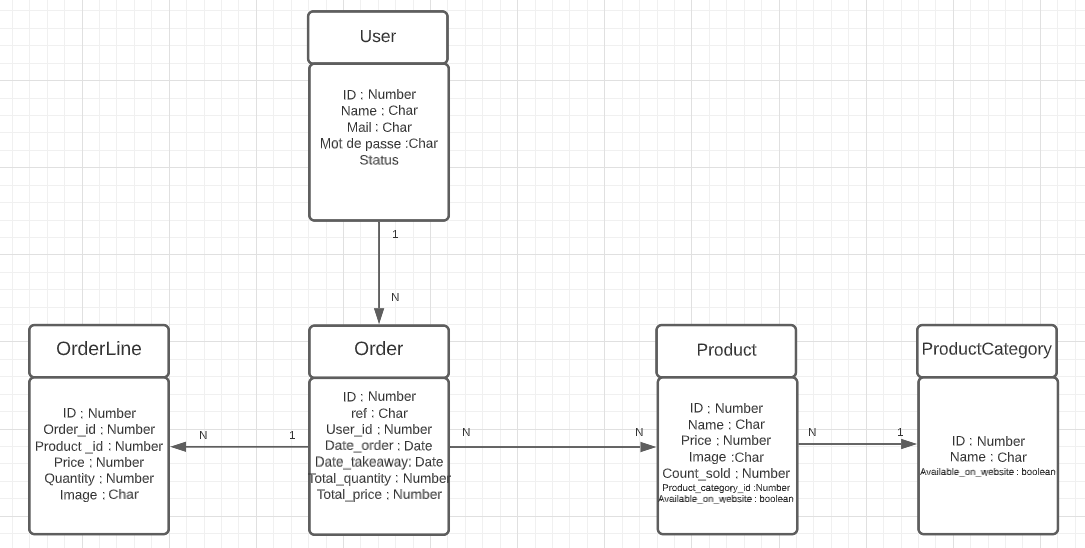 User
ID : Number
Name : Char
Mail : Char
Mot de passe :Char
Status
1
N
OrderLine
ID : Number
Order_id : Number
Product _id : Number
Price : Number
Quantity : Number
Image : Char
N
1
Order
ID : Number
ref : Char
User_id : Number
Date_order : Date
Date_takeaway: Date
Total_quantity : Number
Total_price : Number
N
N
Product
ID : Number
Name : Char
Price : Number
Image :Char
Count_sold : Number
Product_category_id :Number
Available_on_website : boolean
N
1
ProductCategory
ID : Number
Name : Char
Available_on_website : boolean